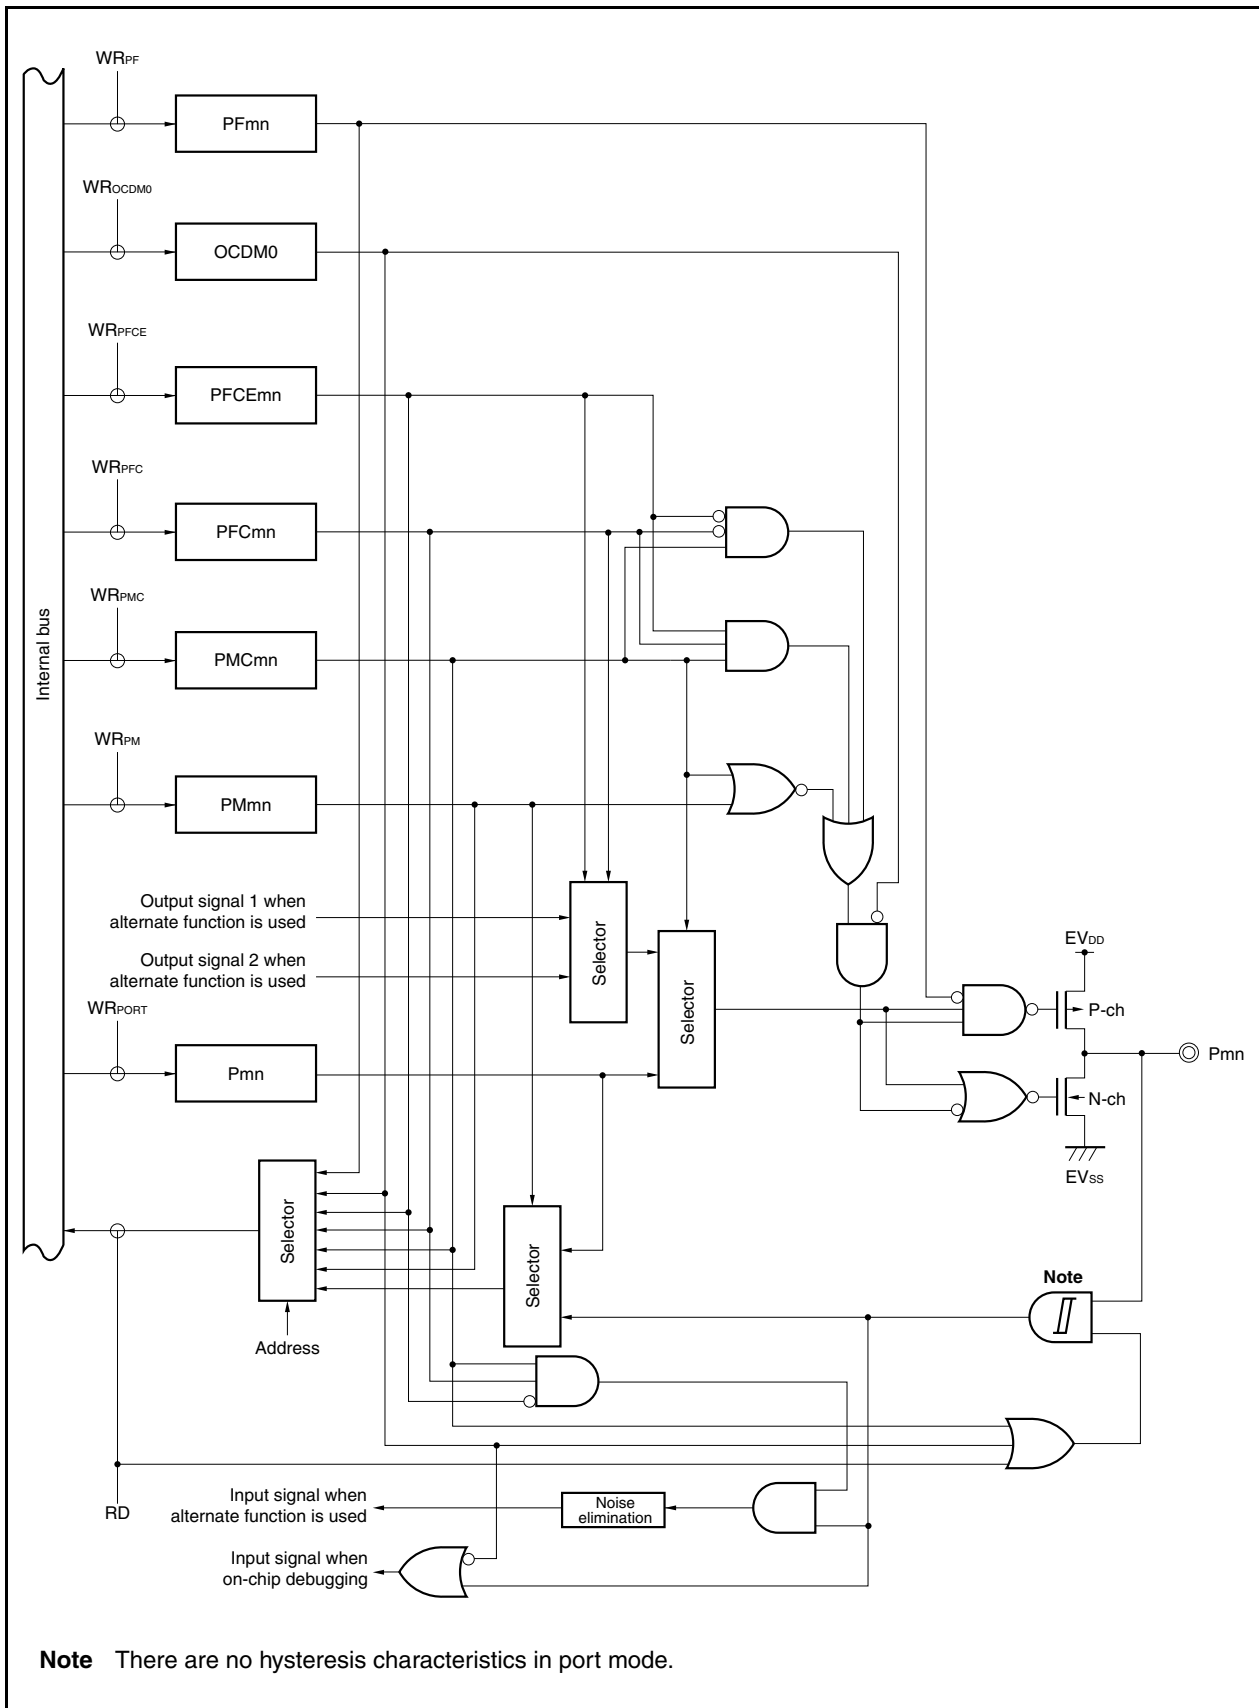 WRPF
PFmn
WROCDM0
OCDM0
WRPFCE
PFCEmn
WRPFC
PFCmn
WRPMC
PMCmn
Internal bus
WRPM
PMmn
Output signal 1 when
alternate function is used
Output signal 2 when
alternate function is used
Selector
Selector
WRPORT
Pmn
EVDD
P-ch
Pmn
N-ch
EVSS
Selector
Selector
Address
Note
RD
Input signal when
alternate function is used
Noise
elimination
Input signal when
on-chip debugging
Note There are no hysteresis characteristics in port mode.